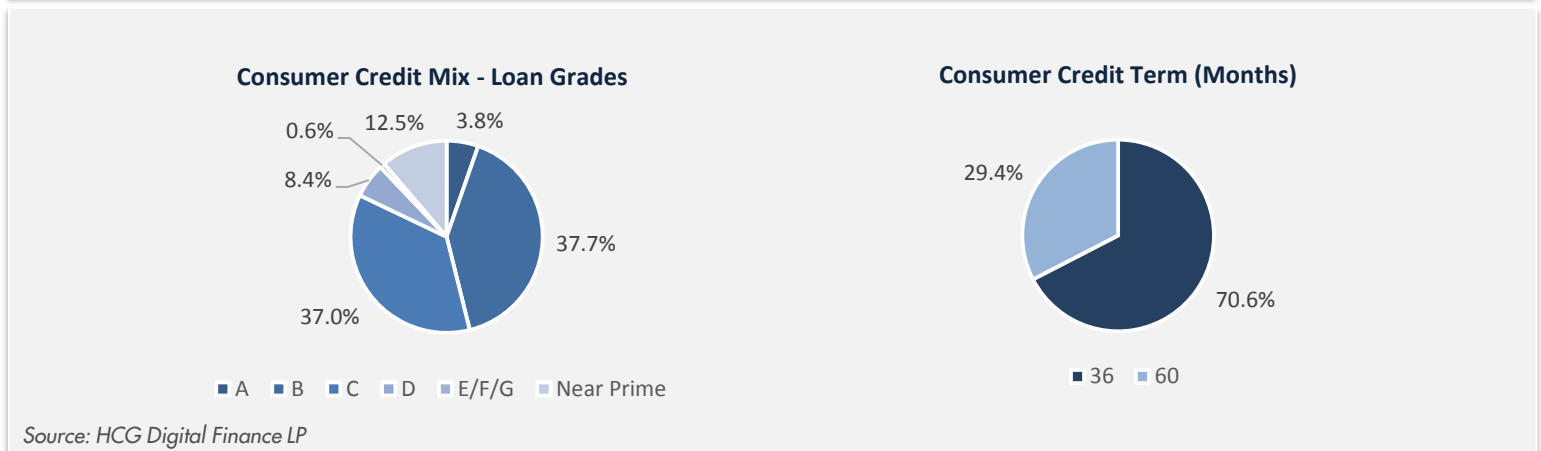 Consumer Credit Mix - Loan Grades
0.6%
12.5%
3.8%
8.4%
37.7%
37.0%
A B C D E/F/G Near Prime
Consumer Credit Term (Months)
29.4%
70.6%
36 60
Source: HCG Digital Finance LP